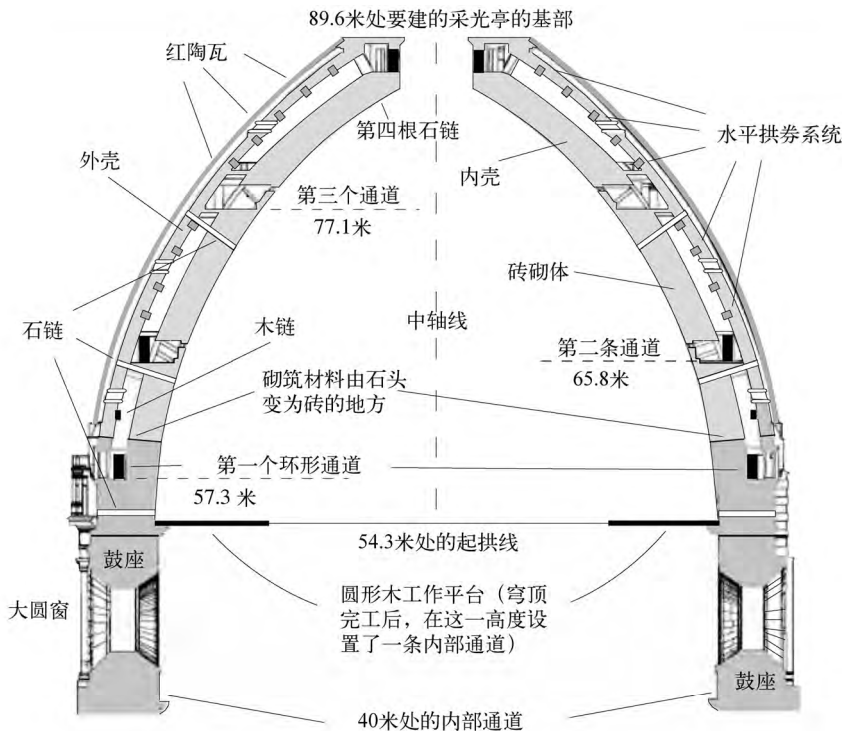 89.6米处要建的采光亭的基部
红陶瓦
第四根石链
水平拱券系统
外壳
内壳
第三个通道
77.1米
砖砌体
石链
木链
中轴线
第二条通道
65.8米
砌筑材料由石头
变为砖的地方
第一个环形通道
57.3 米
54.3米处的起拱线
鼓座
大圆窗
圆形木工作平台（穹顶
完工后，在这一高度设
置了一条内部通道）
鼓座
40米处的内部通道